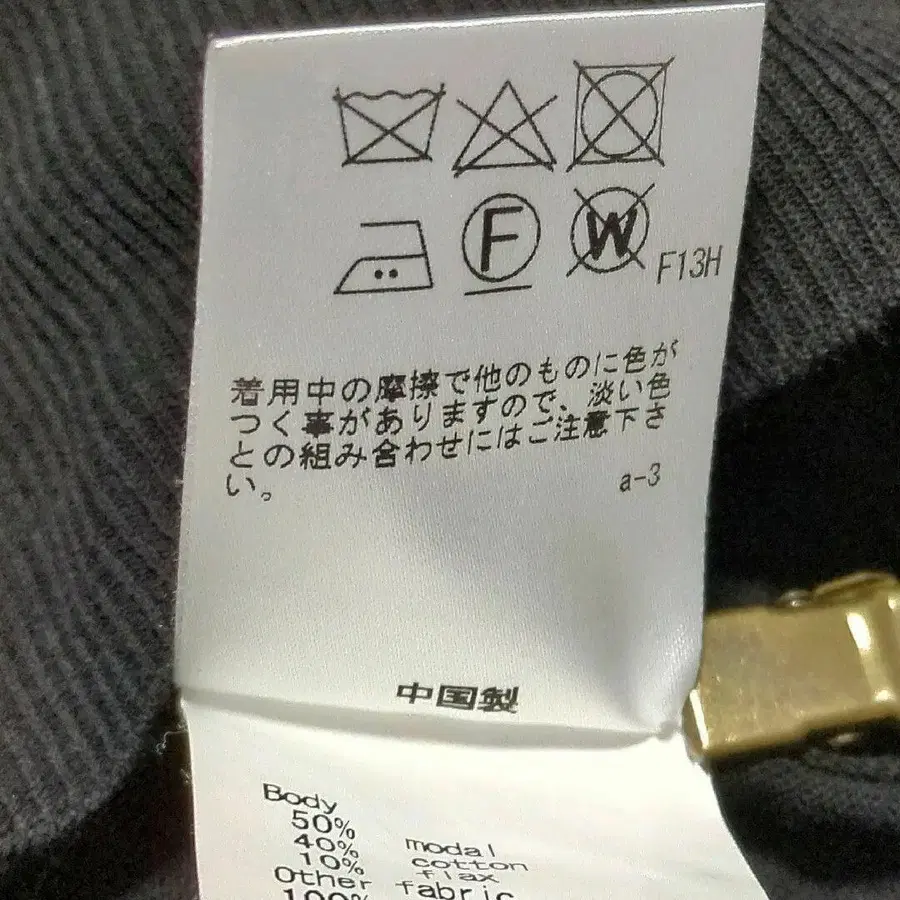 F
W
F13H
着用中の摩擦で他のものに色が
つく事がありますので、淡い色
との組み合わせにはご注意下さ
い。
a-3
中国製
Body
50% modal
40% cotton
10% flax
Other fabric
100%